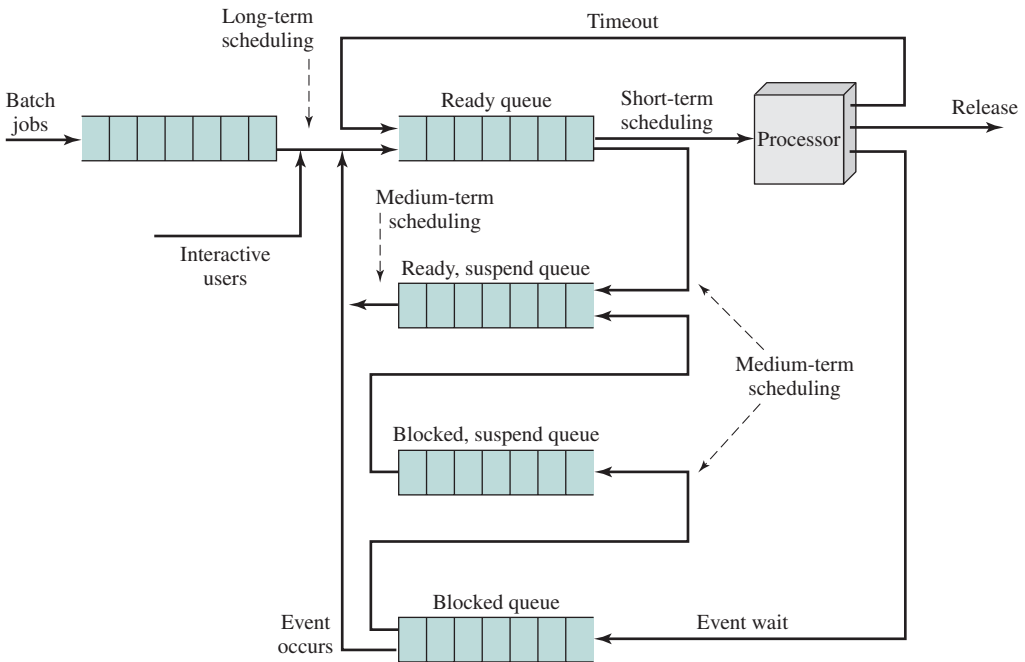 Timeout
Long-term
scheduling
Batch
jobs
Ready queue
Short-term
scheduling
Processor
Release
Interactive
users
Medium-term
scheduling
Ready, suspend queue
Medium-term
scheduling
Blocked, suspend queue
Blocked queue
Event
occurs
Event wait